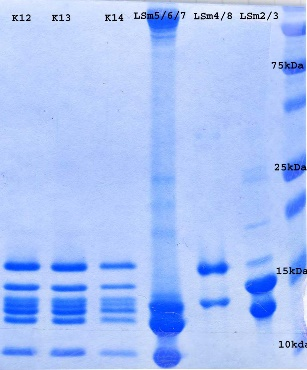 K12 K13 K14 LSm5/6/7 LSm4/8 LSm2/3
75kDa
25kDa
15kDa
10kda